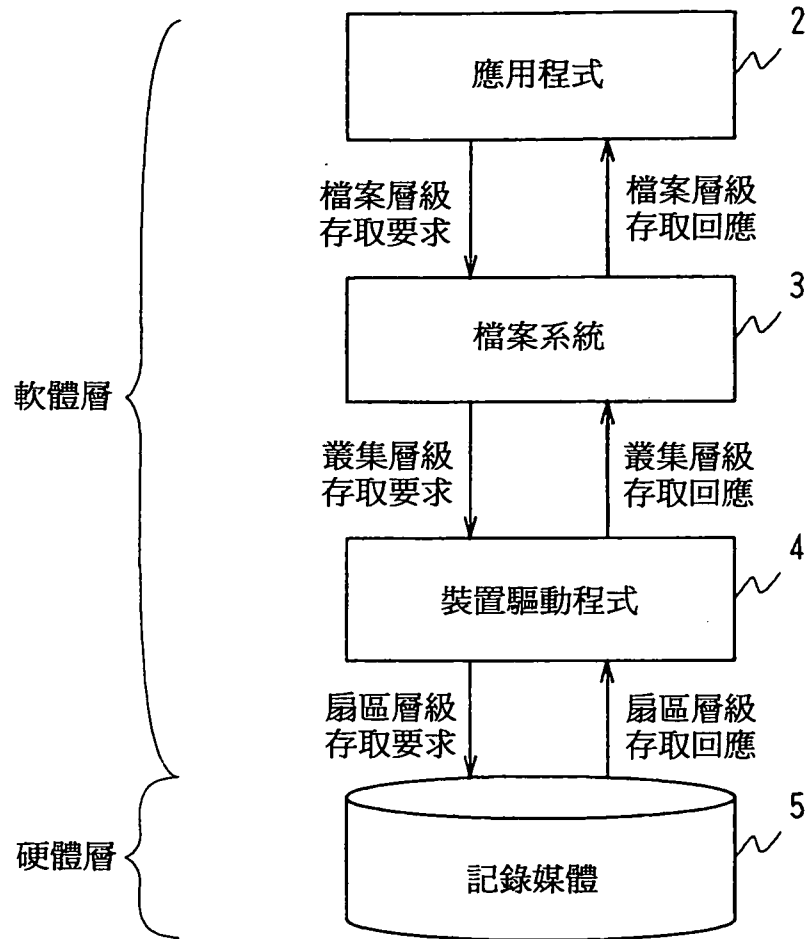 2
應用程式
檔案層級
存取要求
檔案層級
存取回應
3
檔案系統
軟體層
叢集層級
存取要求
叢集層級
存取回應
4
裝置驅動程式
扇區層級
存取要求
扇區層級
存取回應
5
硬體層
記錄媒體